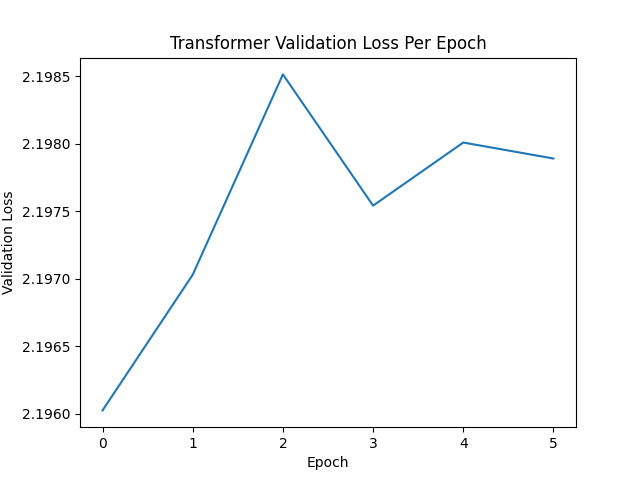 Transformer Validation Loss Per Epoch
2.1985
2.1980
2.1975
2.1970
2.1965
2.1960
Validation Loss
0 1 2 3 4 5
Epoch